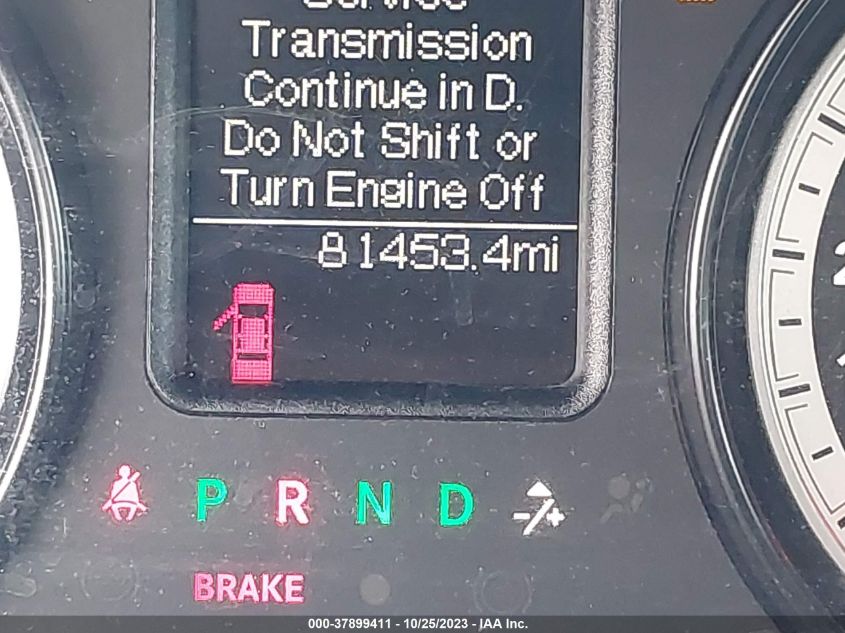 Service
Transmission
Continue in D.
Do Not Shift or
Turn Engine Off
81453.4mi
P R N D -/+
BRAKE
000-37899411 - 10/25/2023 - IAA Inc.